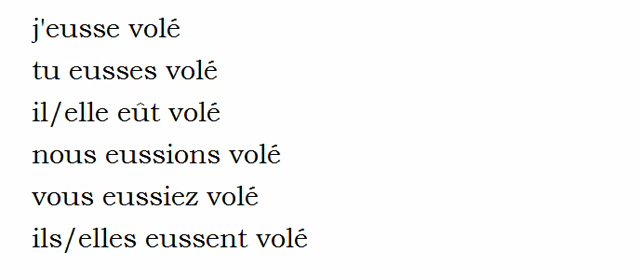 j'eusse volé
tu eusses volé
il/elle eût volé
nous eussions volé
vous eussiez volé
ils/elles eussent volé